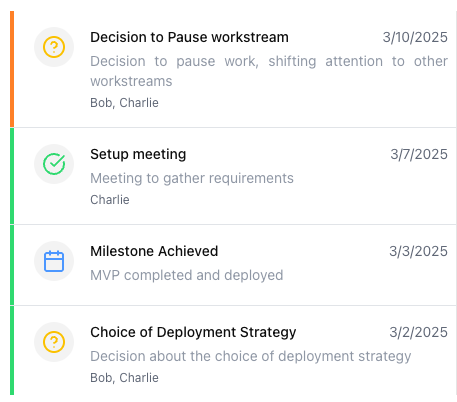 Decision to Pause workstream 3/10/2025
Decision to pause work, shifting attention to other
workstreams
Bob, Charlie
Setup meeting 3/7/2025
Meeting to gather requirements
Charlie
Milestone Achieved 3/3/2025
MVP completed and deployed
Choice of Deployment Strategy 3/2/2025
Decision about the choice of deployment strategy
Bob, Charlie